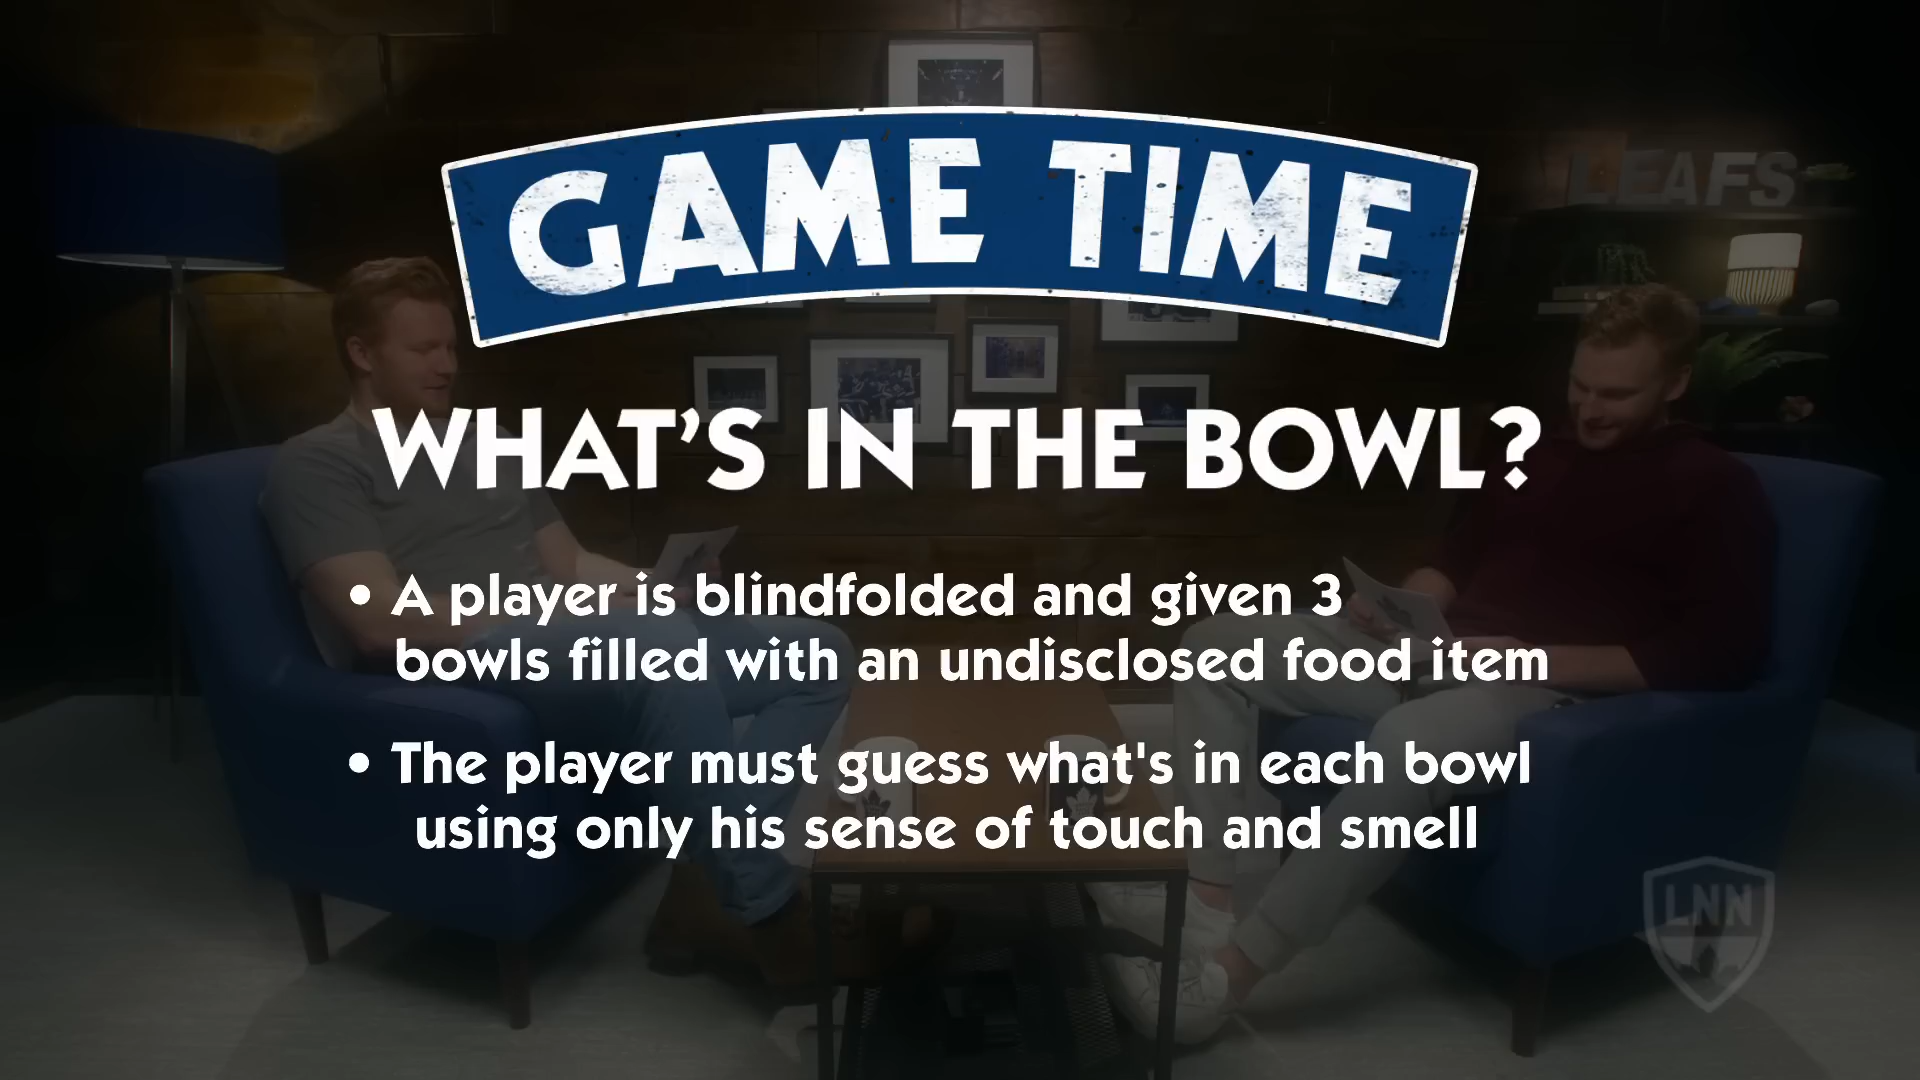 LEAFS
GAME TIME
WHAT'S IN THE BOWL?
• A player is blindfolded and given 3
bowls filled with an undisclosed food item
• The player must guess what's in each bowl
using only his sense of touch and smell
LNN